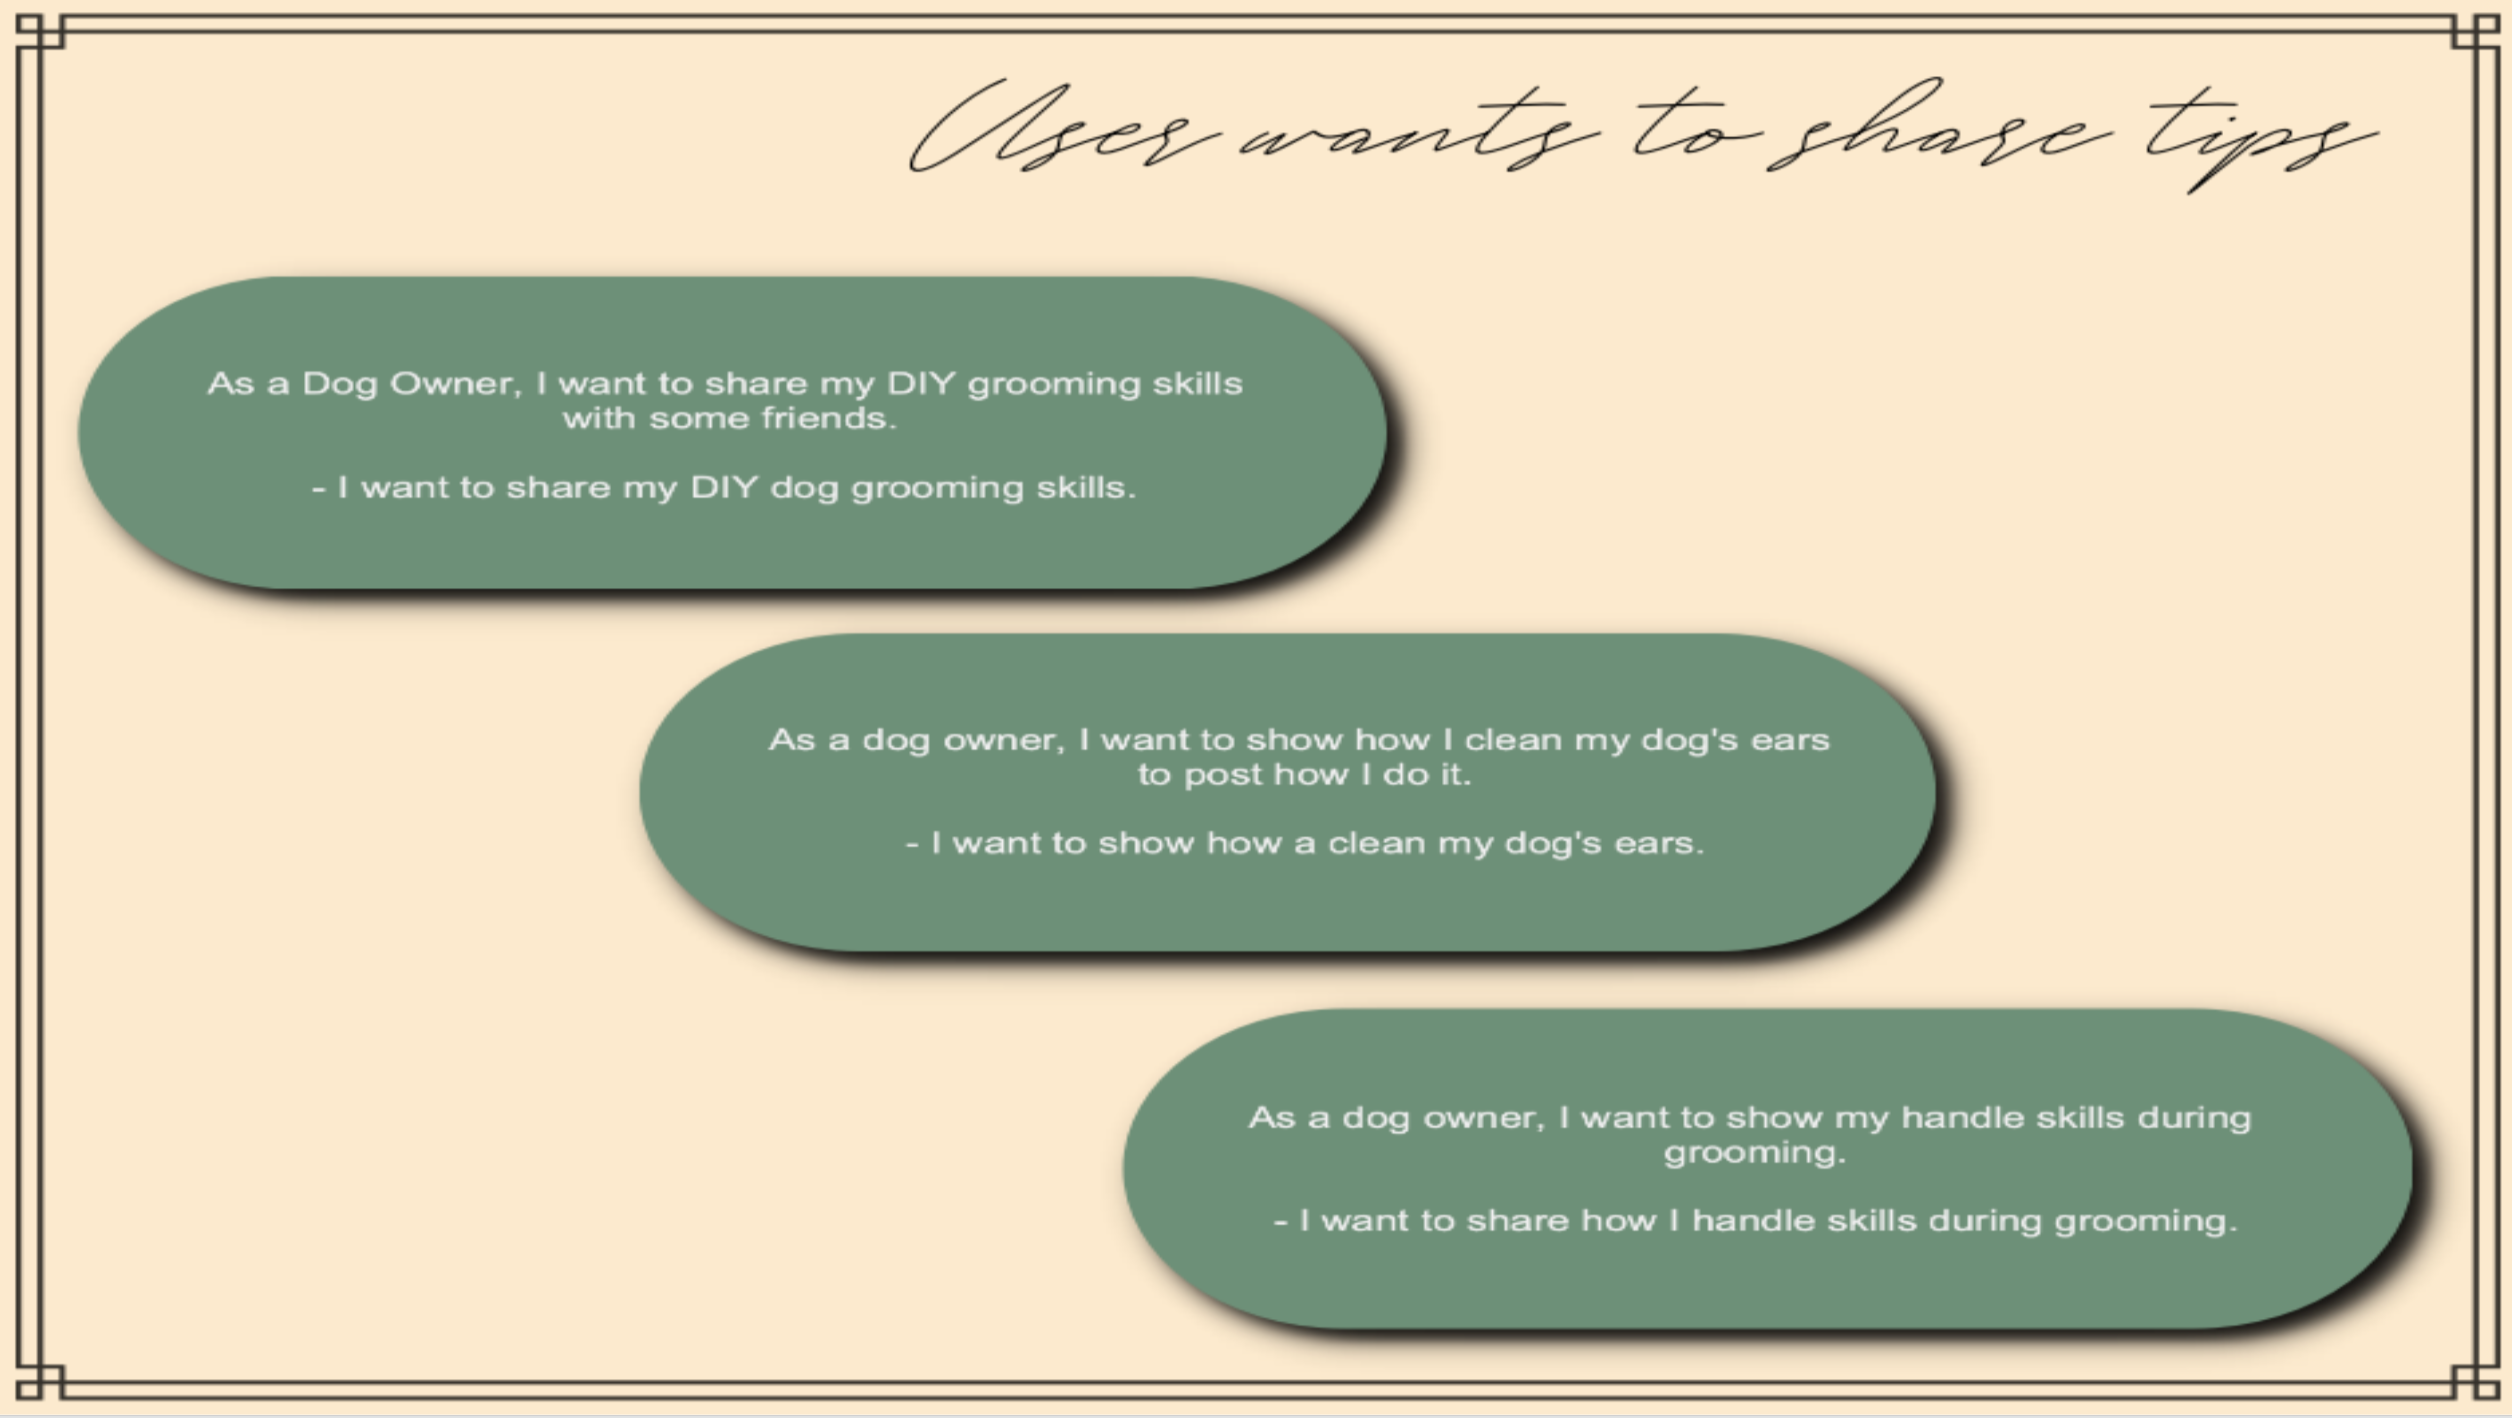 User wants to share tips
As a Dog Owner, I want to share my DIY grooming skills
with some friends.
- I want to share my DIY dog grooming skills.
As a dog owner, I want to show how I clean my dog's ears
to post how I do it.
- I want to show how a clean my dog's ears.
As a dog owner, I want to show my handle skills during
grooming.
- I want to share how I handle skills during grooming.